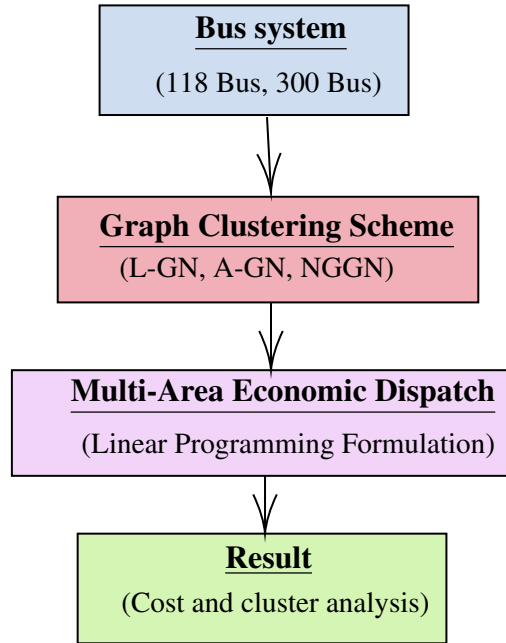 Bus system
(118 Bus, 300 Bus)
Graph Clustering Scheme
(L-GN, A-GN, NGGN)
Multi-Area Economic Dispatch
(Linear Programming Formulation)
Result
(Cost and cluster analysis)